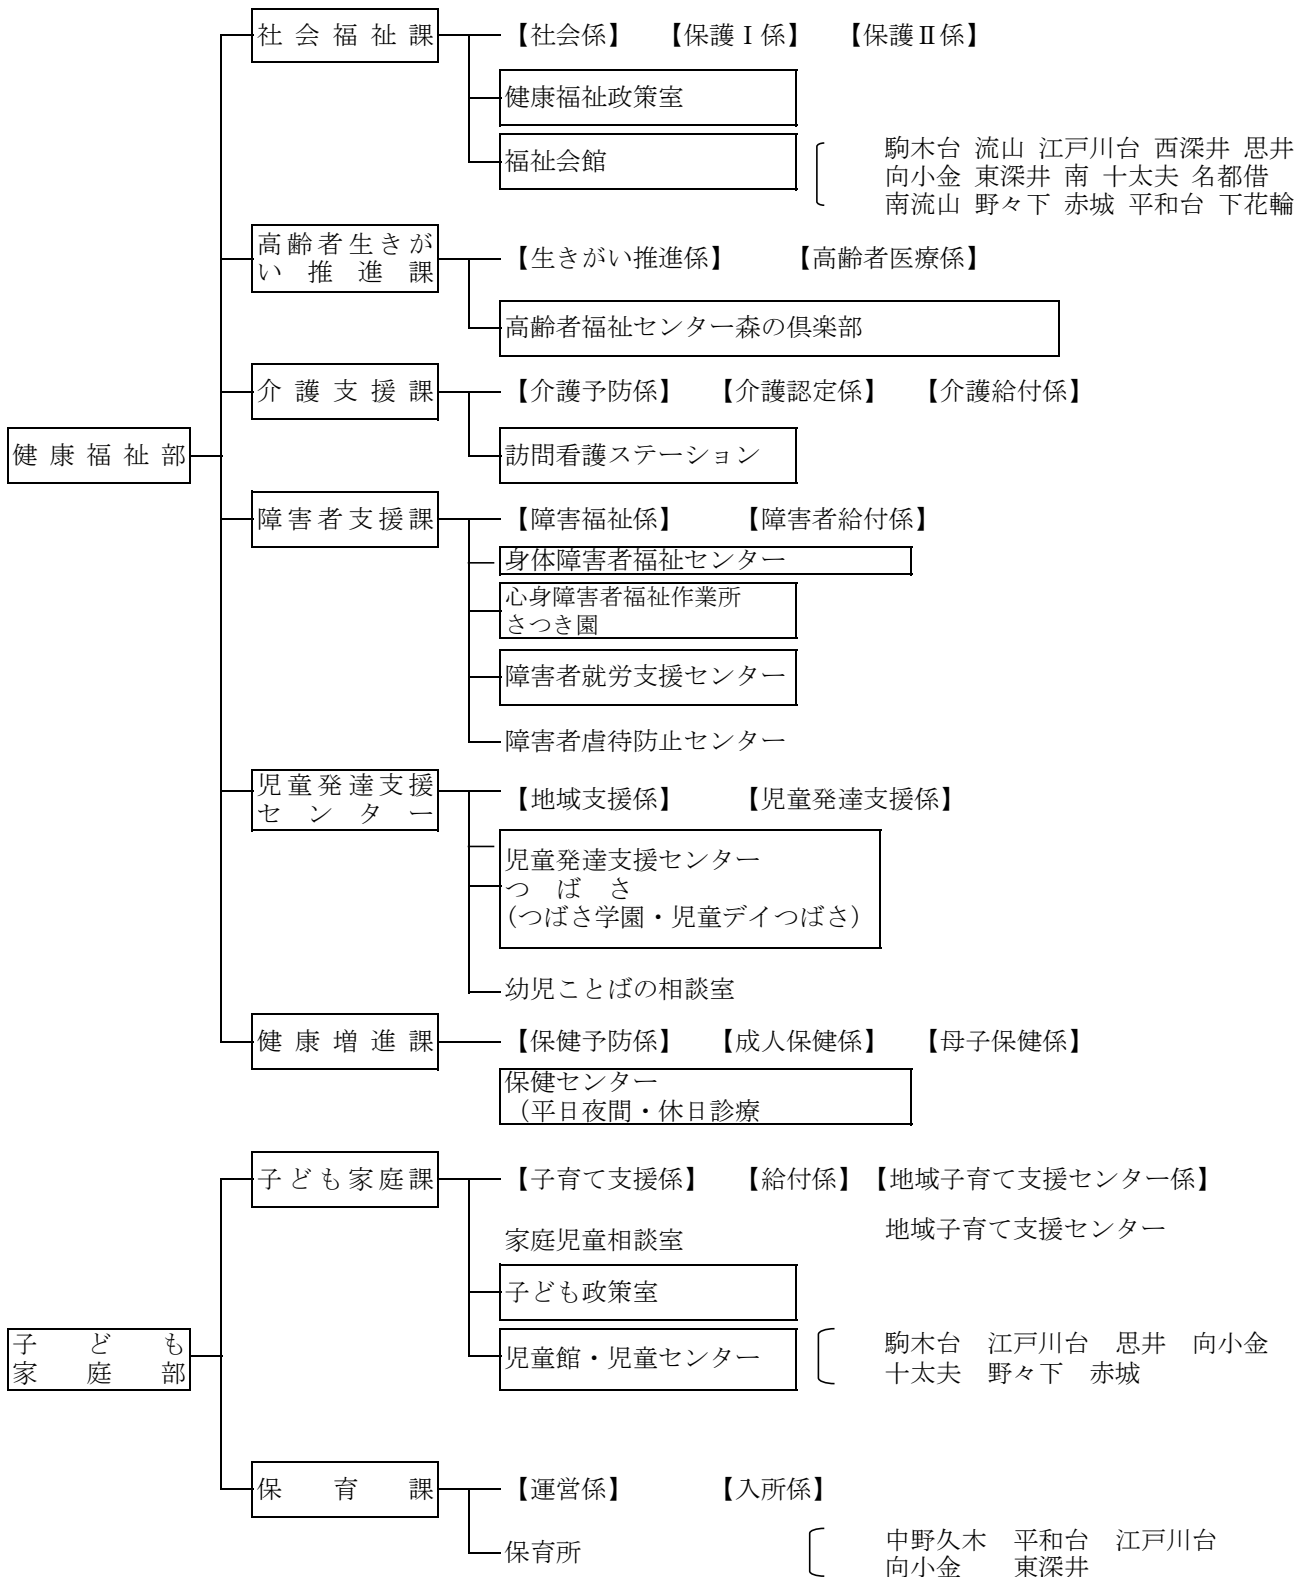 社会福祉課 【社会係】 【保護Ⅰ係】 【保護Ⅱ係】
健康福祉政策室
福祉会館
駒木台 流山 江戸川台 西深井 思井
向小金 東深井 南 十太夫 名都借
南流山 野々下 赤城 平和台 下花輪
高齢者生きが
い推進課
【生きがい推進係】 【高齢者医療係】
高齢者福祉センター森の倶楽部
介護支援課 【介護予防係】 【介護認定係】 【介護給付係】
健康福祉部
訪問看護ステーション
障害者支援課 【障害福祉係】 【障害者給付係】
身体障害者福祉センター
心身障害者福祉作業所
さつき園
障害者就労支援センター
障害者虐待防止センター
児童発達支援
センター
【地域支援係】 【児童発達支援係】
児童発達支援センター
つ ば さ
(つばさ学園・児童デイつばさ)
幼児ことばの相談室
健康増進課 【保健予防係】 【成人保健係】 【母子保健係】
保健センター
(平日夜間・休日診療
子ども家庭課 【子育て支援係】 【給付係】 【地域子育て支援センター係】
家庭児童相談室 地域子育て支援センター
子ども政策室
子ども
家庭部
児童館・児童センター
駒木台 江戸川台 思井 向小金
十太夫 野々下 赤城
保育課 【運営係】 【入所係】
保育所
中野久木 平和台 江戸川台
向小金 東深井